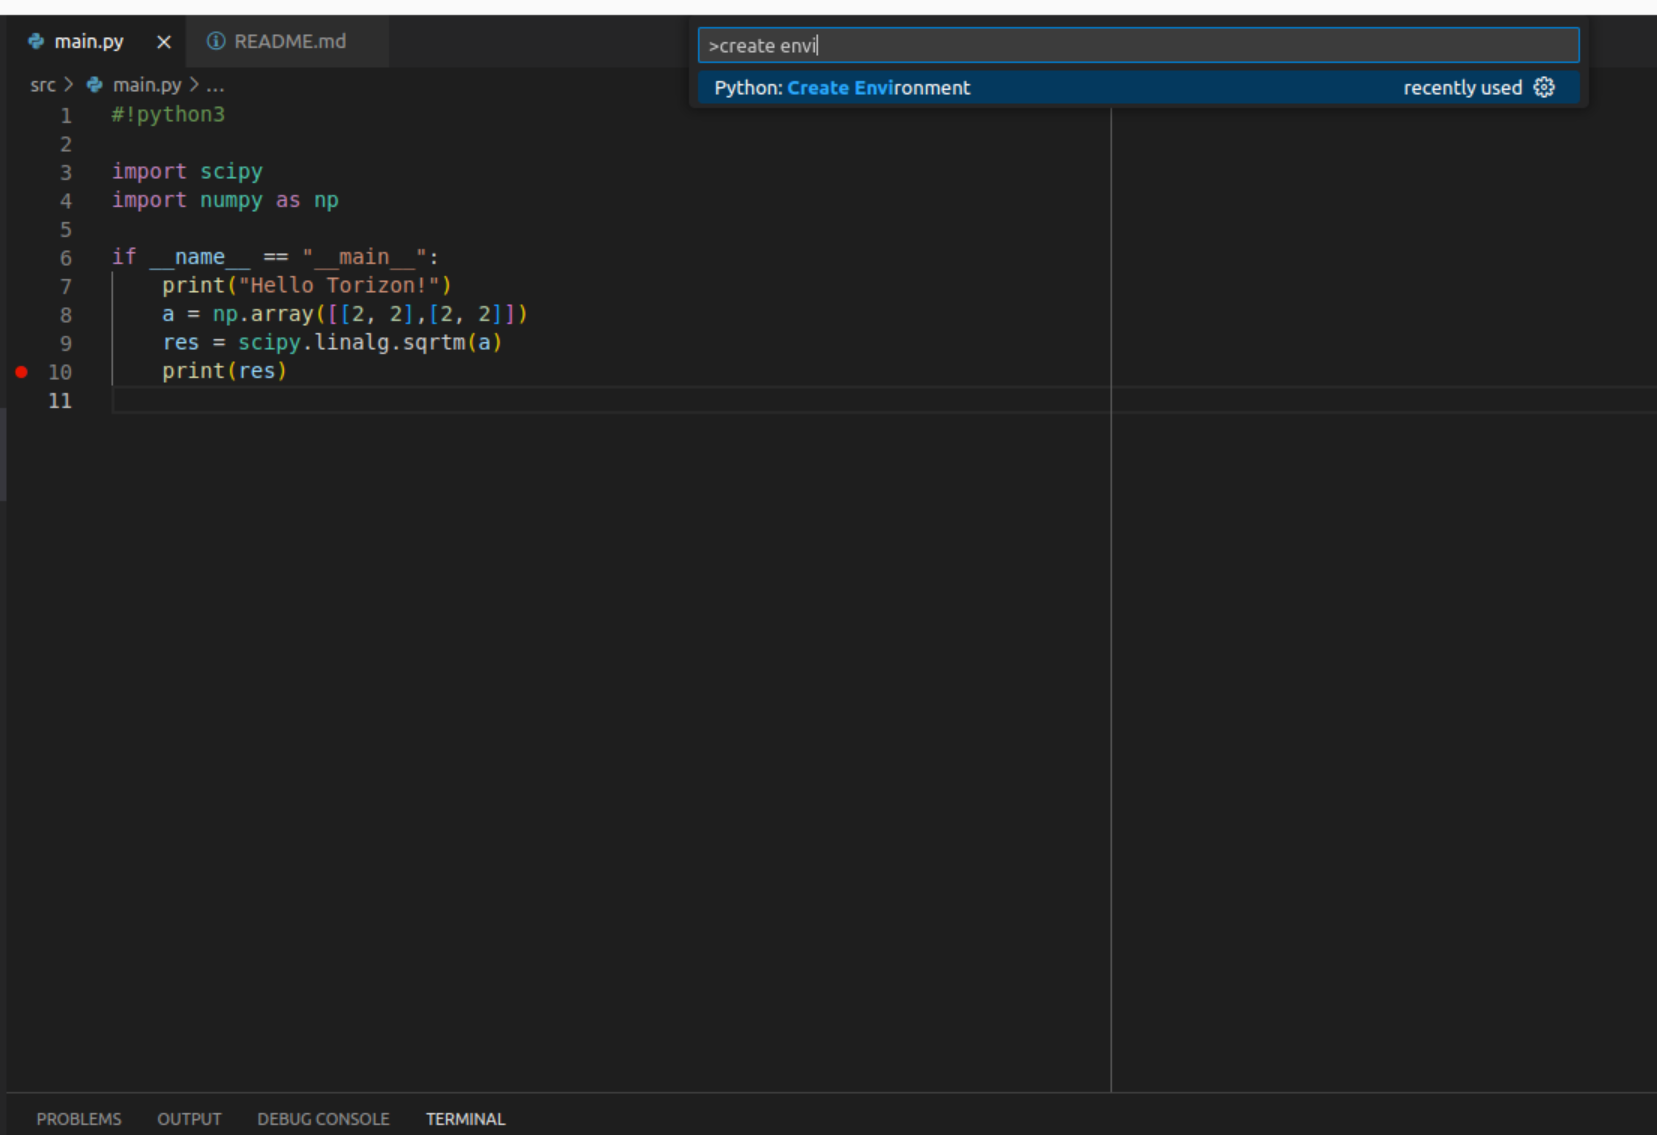 main.py README.md
>create envi
Python: Create Environment recently used
src > main.py > ...
1 #!python3
2
3 import scipy
4 import numpy as np
5
6 if __name__ == "__main__":
7     print("Hello Torizon!")
8     a = np.array([[2, 2],[2, 2]])
9     res = scipy.linalg.sqrtm(a)
10     print(res)
11
PROBLEMS OUTPUT DEBUG CONSOLE TERMINAL